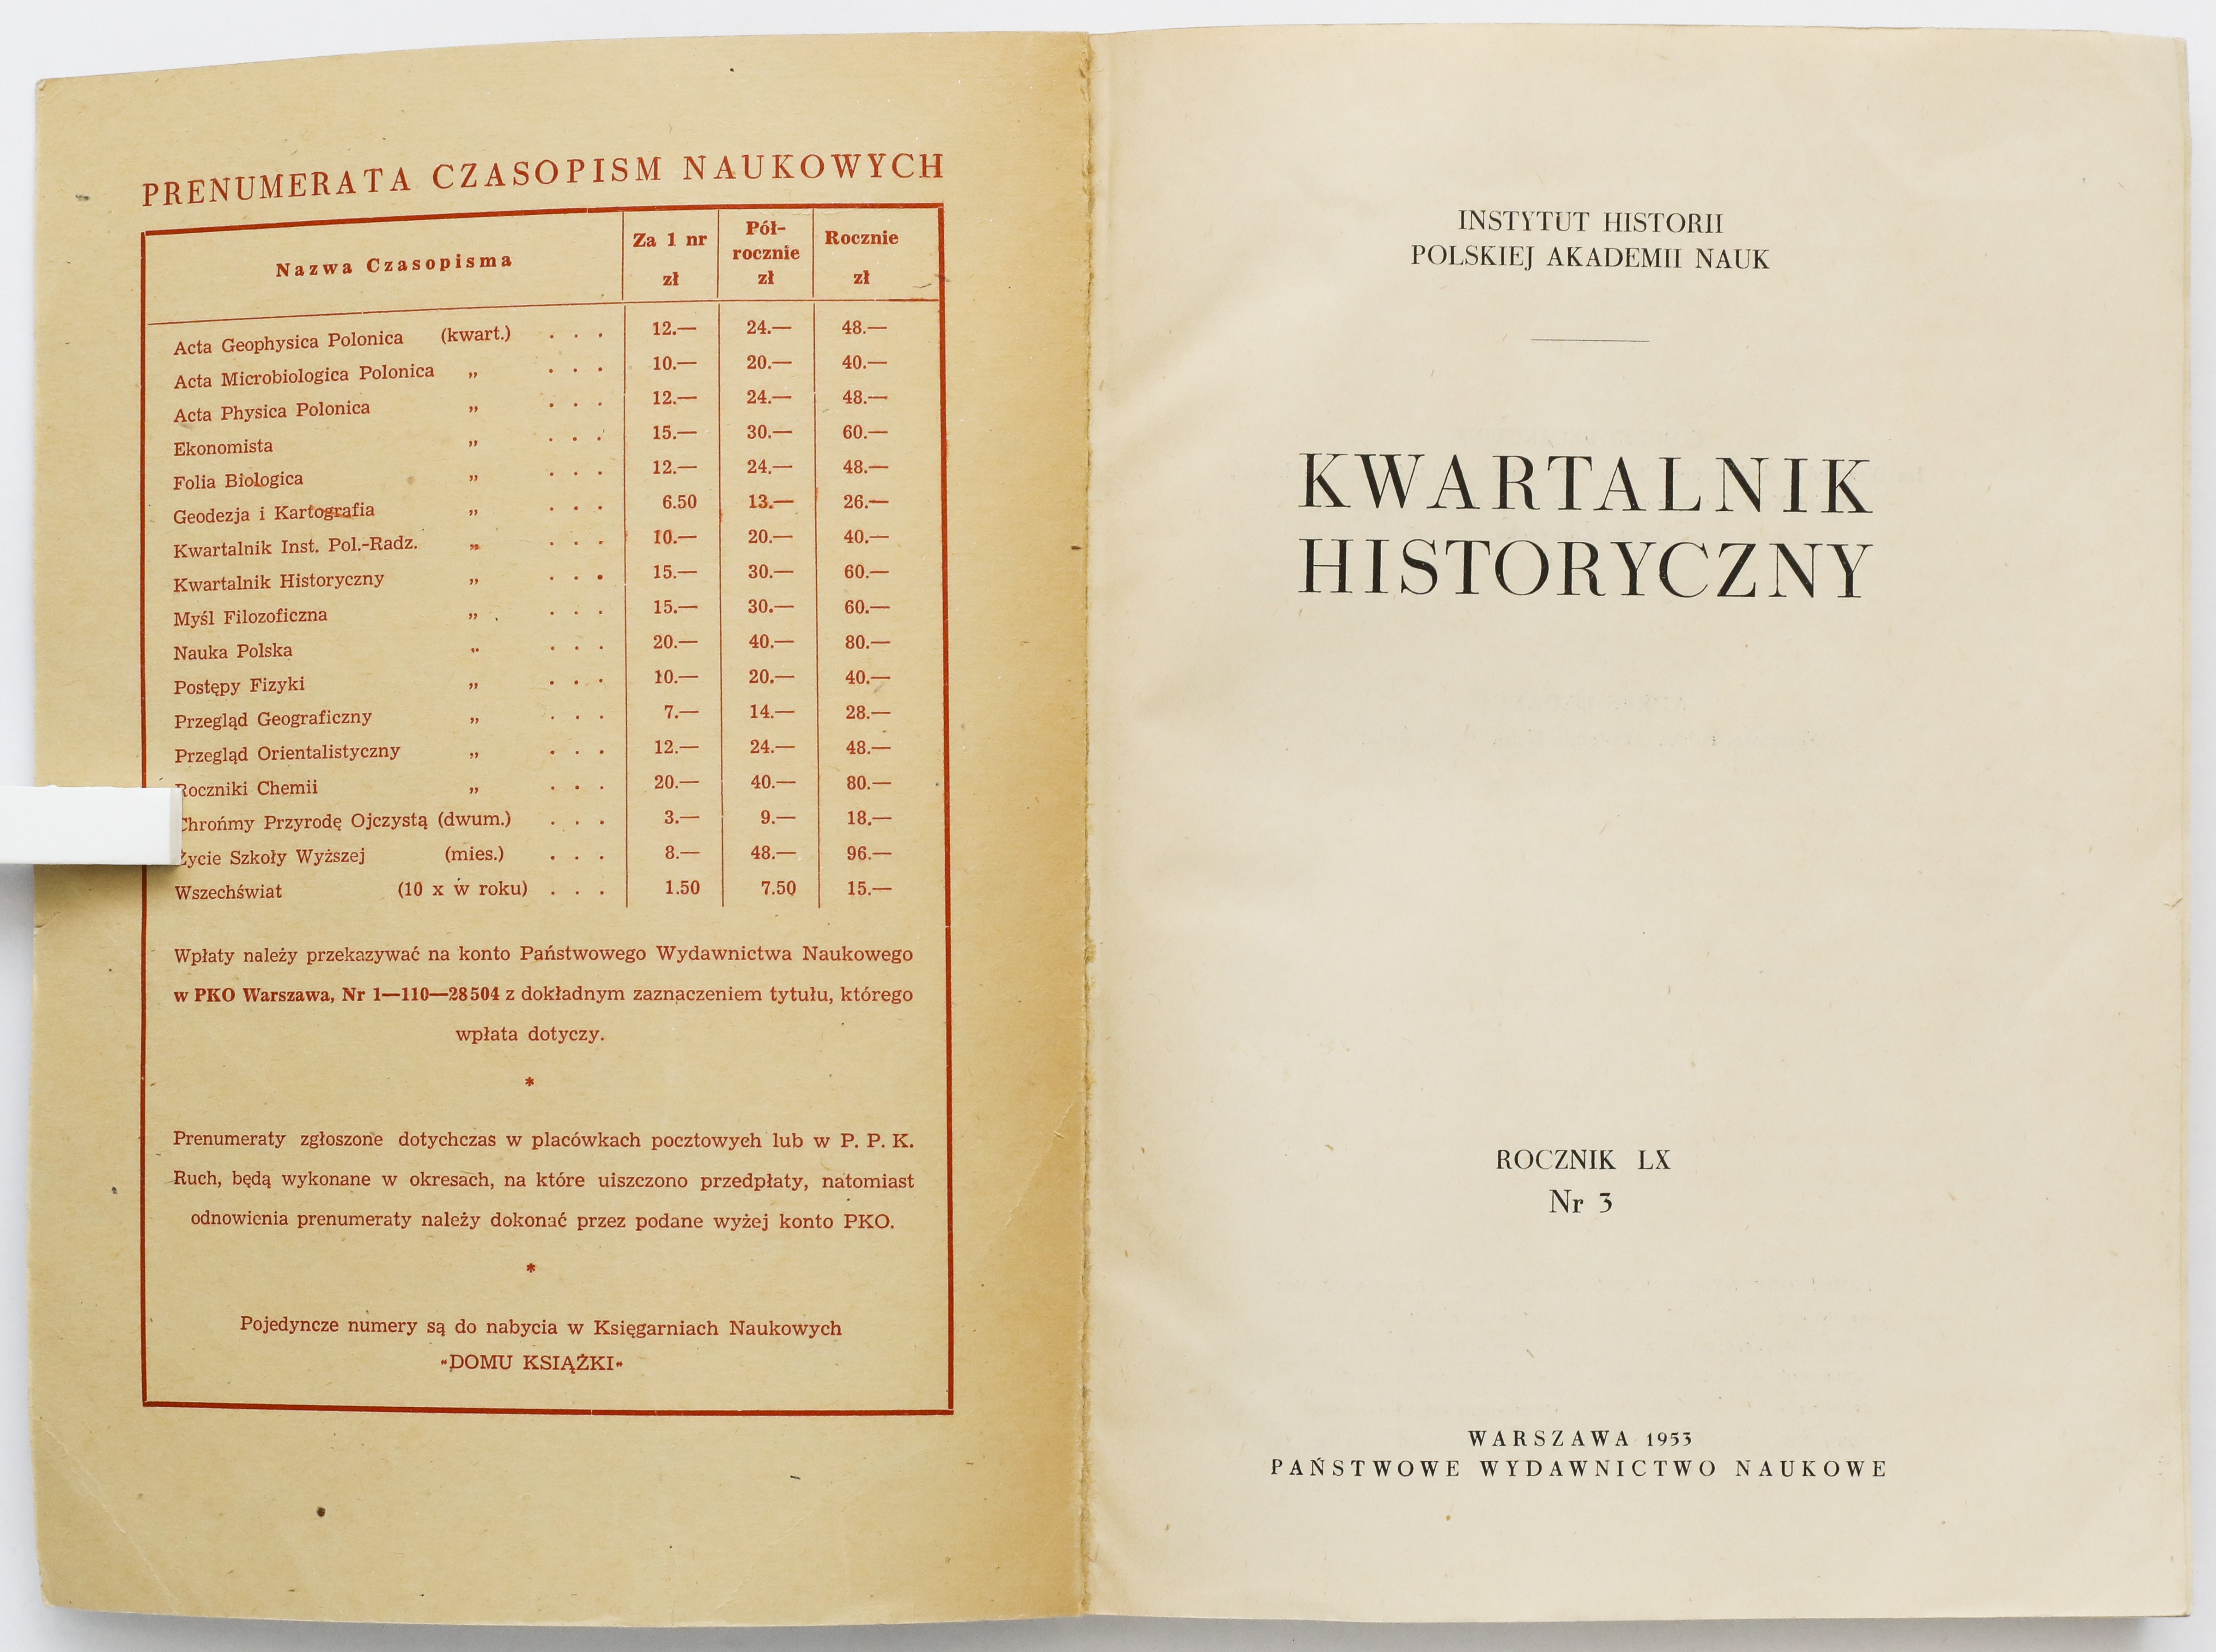 PRENUMERATA CZASOPISM NAUKOWYCH
Nazwa Czasopisma Za 1 nr zł Pół-rocznie zł Rocznie zł
Acta Geophysica Polonica (kwart.) . . . 12.— 24.— 48.—
Acta Microbiologica Polonica „ . . . 10.— 20.— 40.—
Acta Physica Polonica „ . . . 12.— 24.— 48.—
Ekonomista „ . . . 15.— 30.— 60.—
Folia Biologica „ . . . 12.— 24.— 48.—
Geodezja i Kartografia „ . . . 6.50 13.— 26.—
Kwartalnik Inst. Pol.-Radz. „ . . . 10.— 20.— 40.—
Kwartalnik Historyczny „ . . . 15.— 30.— 60.—
Myśl Filozoficzna „ . . . 15.— 30.— 60.—
Nauka Polska „ . . . 20.— 40.— 80.—
Postępy Fizyki „ . . . 10.— 20.— 40.—
Przegląd Geograficzny „ . . . 7.— 14.— 28.—
Przegląd Orientalistyczny „ . . . 12.— 24.— 48.—
Roczniki Chemii „ . . . 20.— 40.— 80.—
Chrońmy Przyrodę Ojczystą (dwum.) . . . 3.— 9.— 18.—
Życie Szkoły Wyższej (mies.) . . . 8.— 48.— 96.—
Wszechświat (10 x w roku) . . . 1.50 7.50 15.—
Wpłaty należy przekazywać na konto Państwowego Wydawnictwa Naukowego
w PKO Warszawa, Nr 1—110—28504 z dokładnym zaznaczeniem tytułu, którego
wpłata dotyczy.
*
Prenumeraty zgłoszone dotychczas w placówkach pocztowych lub w P. P. K.
Ruch, będą wykonane w okresach, na które uiszczono przedpłaty, natomiast
odnowienia prenumeraty należy dokonać przez podane wyżej konto PKO.
*
Pojedyncze numery są do nabycia w Księgarniach Naukowych
«DOMU KSIĄŻKI»
INSTYTUT HISTORII
POLSKIEJ AKADEMII NAUK
KWARTALNIK
HISTORYCZNY
ROCZNIK LX
Nr 3
WARSZAWA 1953
PAŃSTWOWE WYDAWNICTWO NAUKOWE